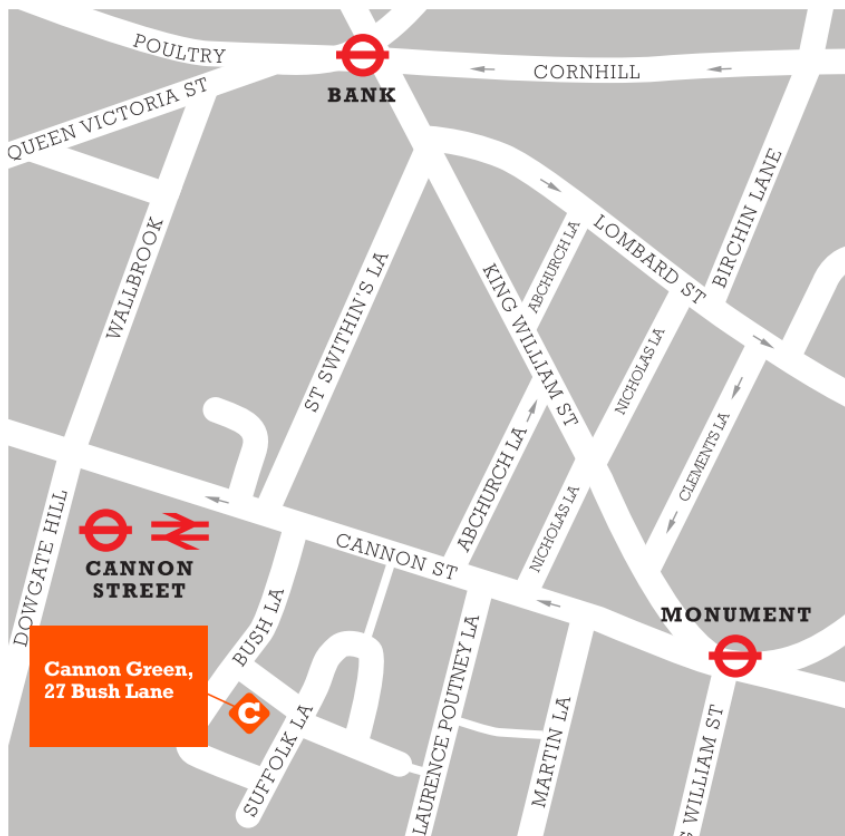 POULTRY
CORNHILL
BANK
QUEEN VICTORIA ST
BIRCHIN LANE
LOMBARD ST
ABCHURCH LA
WALLBROOK
ST SWITHIN'S LA
KING WILLIAM ST
NICHOLAS LA
CLEMENTS LA
ABCHURCH LA
NICHOLAS LA
DOWGATE HILL
CANNON ST
CANNON
STREET
BUSH LA
MONUMENT
Cannon Green,
27 Bush Lane
C
SUFFOLK LA
LAURENCE POUTNEY LA
MARTIN LA
G WILLIAM ST